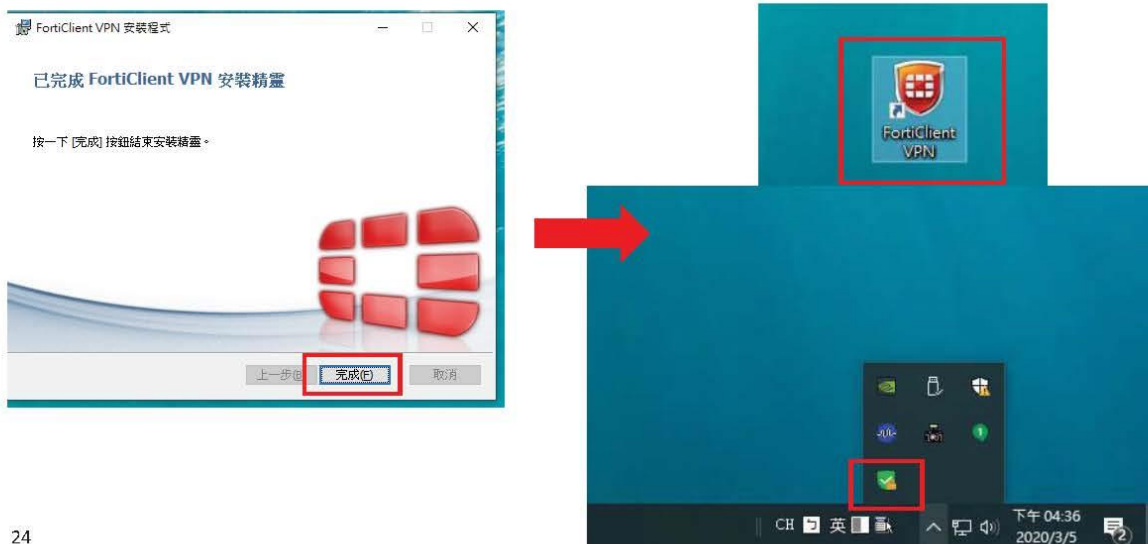 FortiClient VPN 安裝程式
已完成 FortiClient VPN 安裝精靈
按一下 [完成] 按鈕結束安裝精靈。
上一步(B)
完成(F)
取消
FortiClient
VPN
CH ㄅ 英
下午 04:36
2020/3/5
2
24